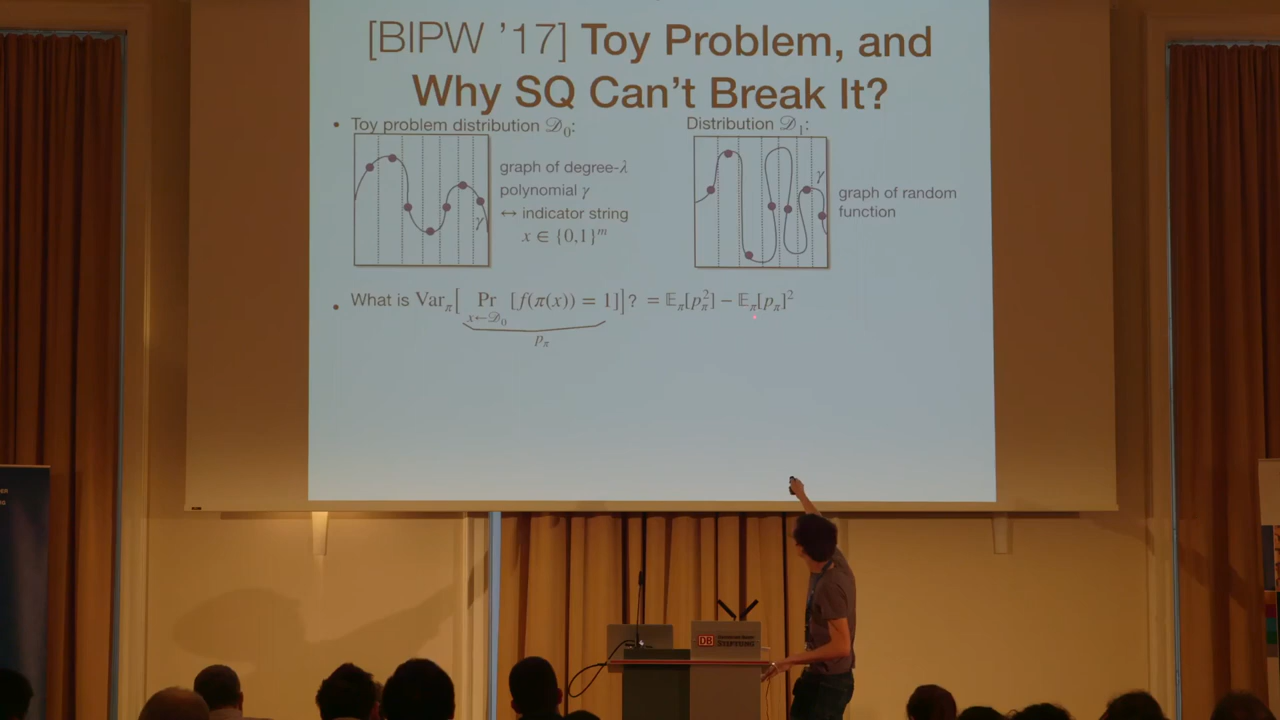 [BIPW ’17] Toy Problem, and
Why SQ Can’t Break It?
• Toy problem distribution 𝒟₀:
graph of degree-λ
polynomial γ
↔ indicator string
x ∈ {0,1}ᵐ
γ
Distribution 𝒟₁:
γ
graph of random
function
• What is Var_π[ Pr_{x←𝒟₀} [f(π(x)) = 1]]? = 𝔼_π[p_π²] − 𝔼_π[p_π]²
p_π
DB
STIFTUNG